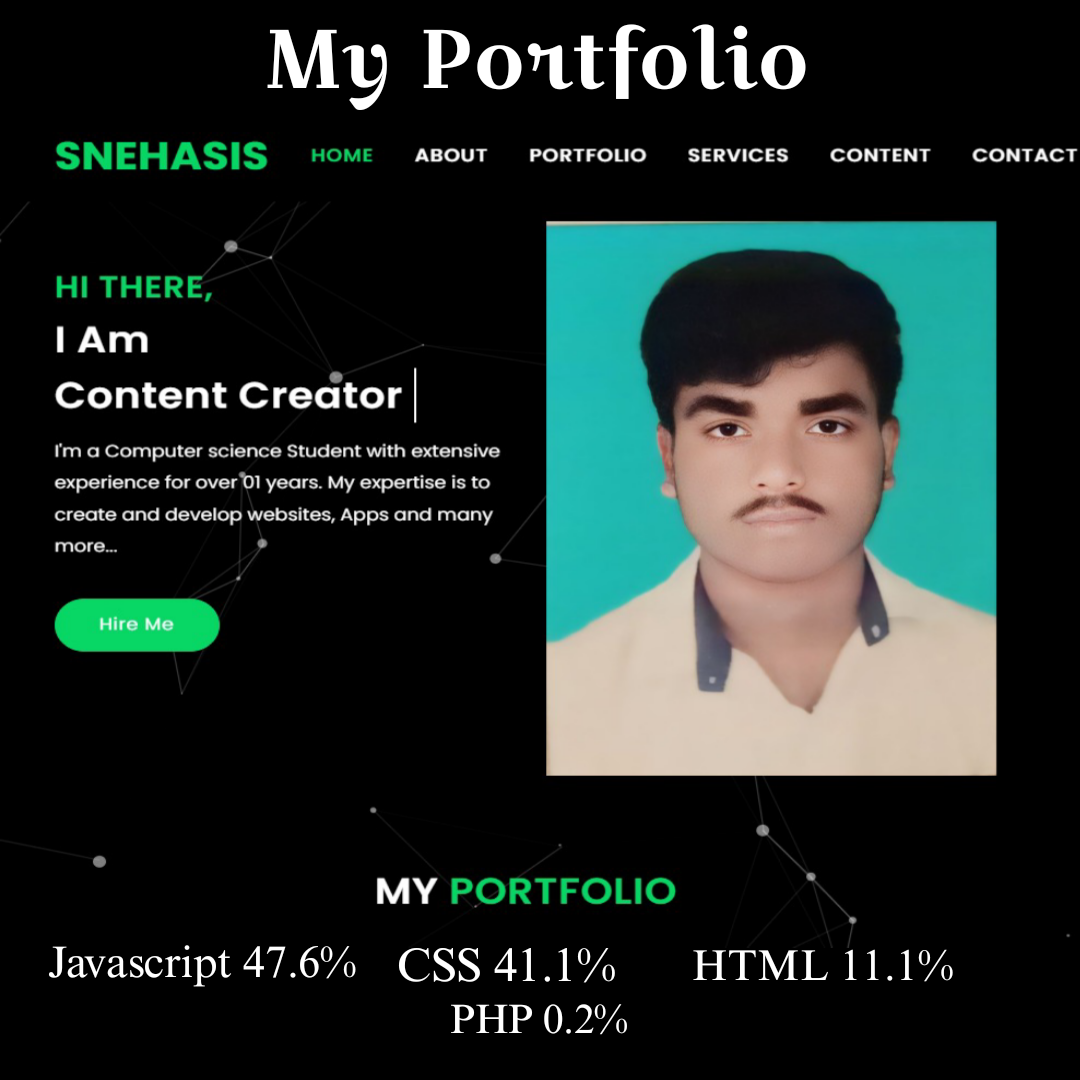 My Portfolio
SNEHASIS HOME ABOUT PORTFOLIO SERVICES CONTENT CONTACT
HI THERE,
I Am
Content Creator
I'm a Computer science Student with extensive
experience for over 01 years. My expertise is to
create and develop websites, Apps and many
more...
Hire Me
MY PORTFOLIO
Javascript 47.6% CSS 41.1% HTML 11.1%
PHP 0.2%